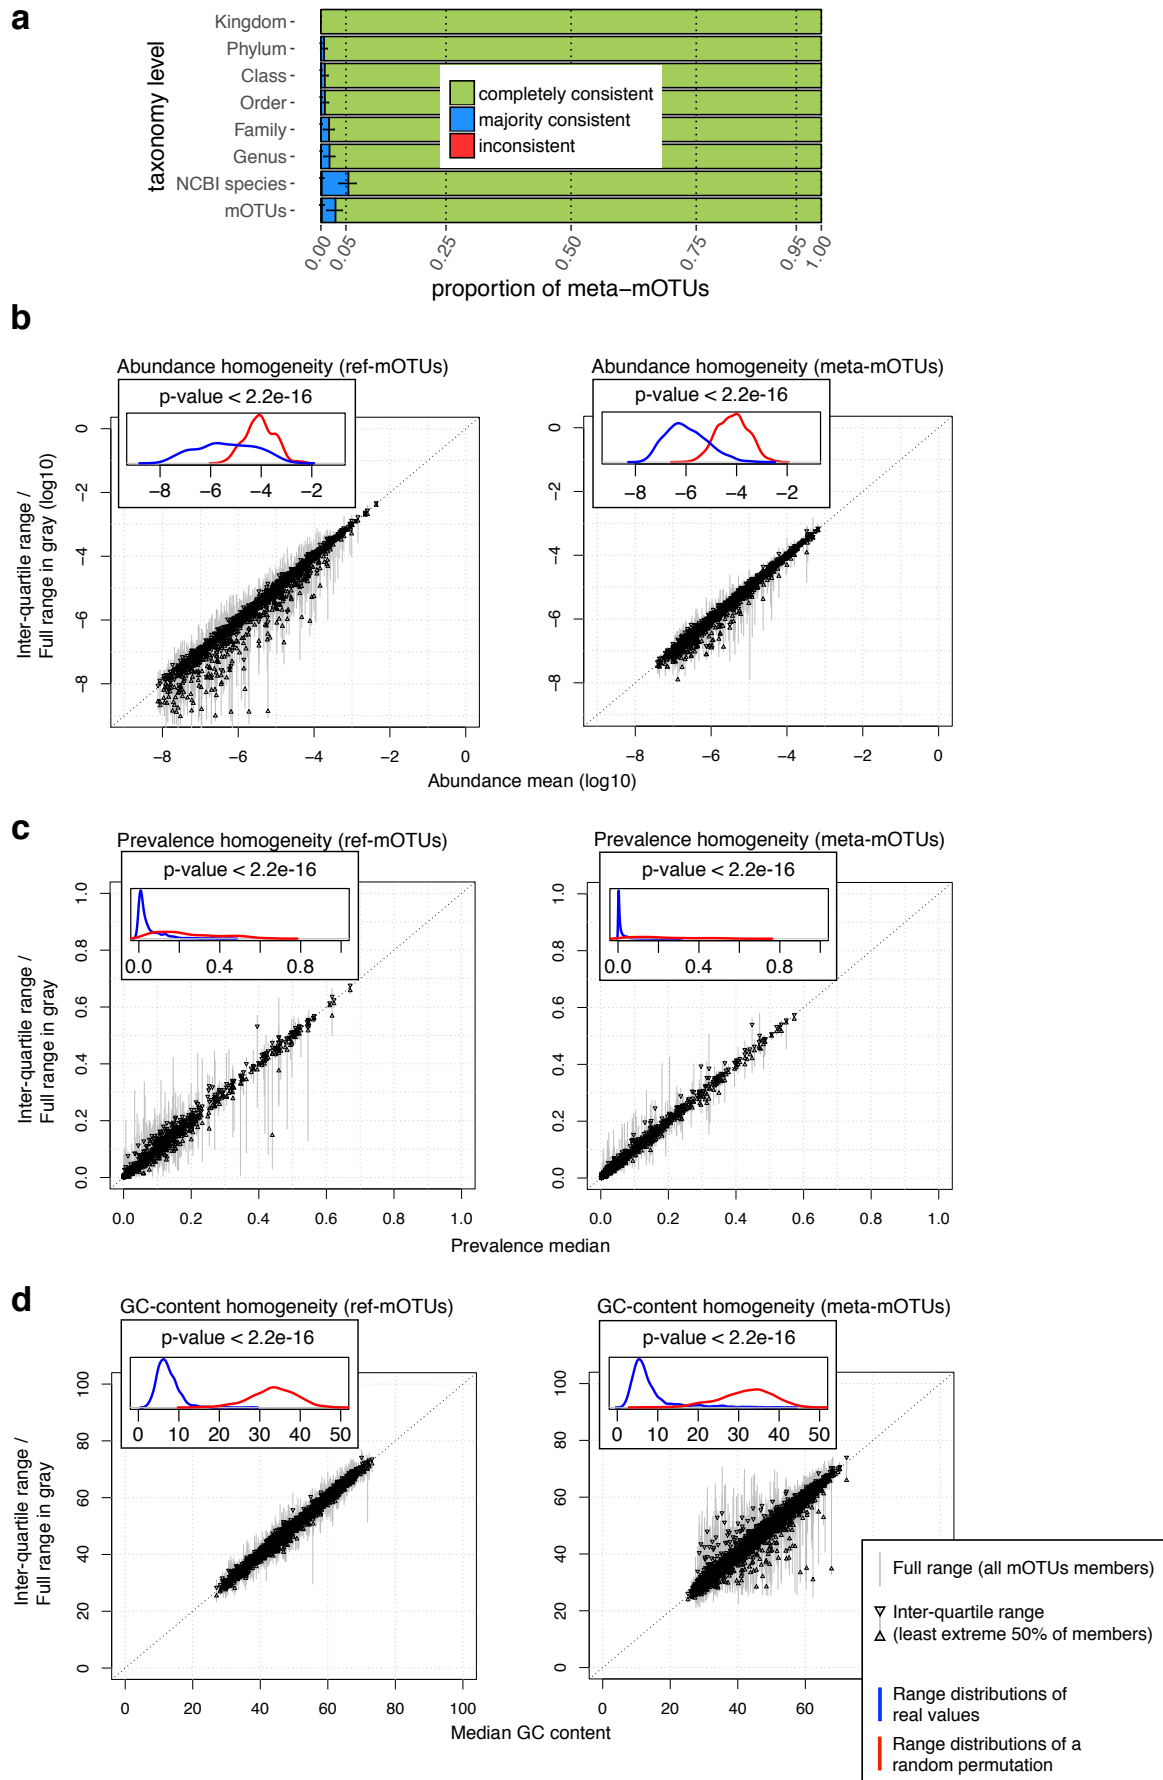 a
taxonomy level
Kingdom
Phylum
Class
Order
Family
Genus
NCBI species
mOTUs
completely consistent
majority consistent
inconsistent
0.00 0.05 0.25 0.50 0.75 0.95 1.00
proportion of meta−mOTUs
b
Abundance homogeneity (ref-mOTUs)
p-value < 2.2e-16
−8 −6 −4 −2
Inter-quartile range /
Full range in gray (log10)
0
−2
−4
−6
−8
−8 −6 −4 −2 0
Abundance homogeneity (meta-mOTUs)
p-value < 2.2e-16
−8 −6 −4 −2
0
−2
−4
−6
−8
−8 −6 −4 −2 0
Abundance mean (log10)
c
Prevalence homogeneity (ref-mOTUs)
p-value < 2.2e-16
0.0 0.4 0.8
Inter-quartile range /
Full range in gray
1.0
0.8
0.6
0.4
0.2
0.0
0.0 0.2 0.4 0.6 0.8 1.0
Prevalence homogeneity (meta-mOTUs)
p-value < 2.2e-16
0.0 0.4 0.8
1.0
0.8
0.6
0.4
0.2
0.0
0.0 0.2 0.4 0.6 0.8 1.0
Prevalence median
d
GC-content homogeneity (ref-mOTUs)
p-value < 2.2e-16
0 10 20 30 40 50
Inter-quartile range /
Full range in gray
100
80
60
40
20
0
0 20 40 60 80 100
GC-content homogeneity (meta-mOTUs)
p-value < 2.2e-16
0 10 20 30 40 50
100
80
60
40
20
0
0 20 40 60
Median GC content
Full range (all mOTUs members)
Inter-quartile range
(least extreme 50% of members)
Range distributions of
real values
Range distributions of a
random permutation